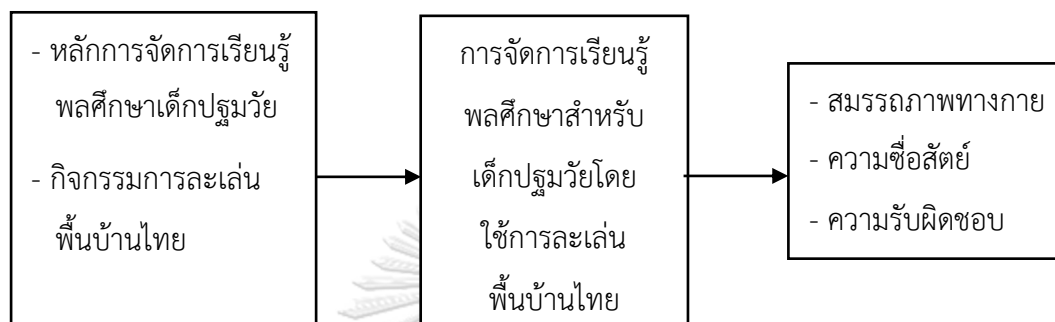 - หลักการจัดการเรียนรู้
พลศึกษาเด็กปฐมวัย
- กิจกรรมการละเล่น
พื้นบ้านไทย
การจัดการเรียนรู้
พลศึกษาสำหรับ
เด็กปฐมวัยโดย
ใช้การละเล่น
พื้นบ้านไทย
- สมรรถภาพทางกาย
- ความซื่อสัตย์
- ความรับผิดชอบ